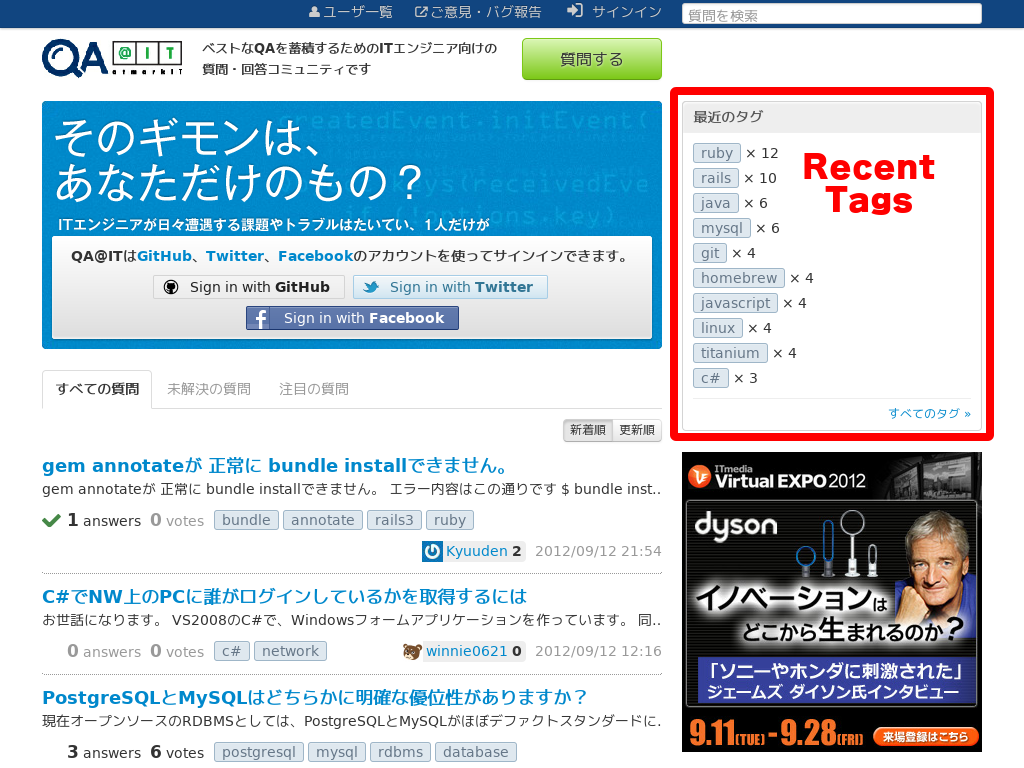 ユーザー一覧 ご意見・バグ報告 サインイン 質問を検索
QA @IT atmarkIT
ベストなQAを蓄積するためのITエンジニア向けの
質問・回答コミュニティです
質問する
そのギモンは、
あなただけのもの？
ITエンジニアが日々遭遇する課題やトラブルはたいてい、1人だけが
QA@ITはGitHub、Twitter、Facebookのアカウントを使ってサインインできます。
Sign in with GitHub Sign in with Twitter
Sign in with Facebook
すべての質問 未解決の質問 注目の質問
新着順 更新順
gem annotateが 正常に bundle installできません。
gem annotateが 正常に bundle installできません。 エラー内容はこの通りです $ bundle inst..
1 answers 0 votes bundle annotate rails3 ruby
Kyuuden 2 2012/09/12 21:54
C#でNW上のPCに誰がログインしているかを取得するには
お世話になります。 VS2008のC#で、Windowsフォームアプリケーションを作っています。 同..
0 answers 0 votes c# network winnie0621 0 2012/09/12 12:16
PostgreSQLとMySQLはどちらかに明確な優位性がありますか？
現在オープンソースのRDBMSとしては、PostgreSQLとMySQLがほぼデファクトスタンダードに..
3 answers 6 votes postgresql mysql rdbms database
最近のタグ
ruby × 12
rails × 10
java × 6
mysql × 6
git × 4
homebrew × 4
javascript × 4
linux × 4
titanium × 4
c# × 3
Recent
Tags
すべてのタグ »
ITmedia
Virtual EXPO 2012
dyson
イノベーションは
どこから生まれるのか?
「ソニーやホンダに刺激された」
ジェームズ ダイソン氏インタビュー
9.11(TUE)-9.28(FRI) 来場登録はこちら